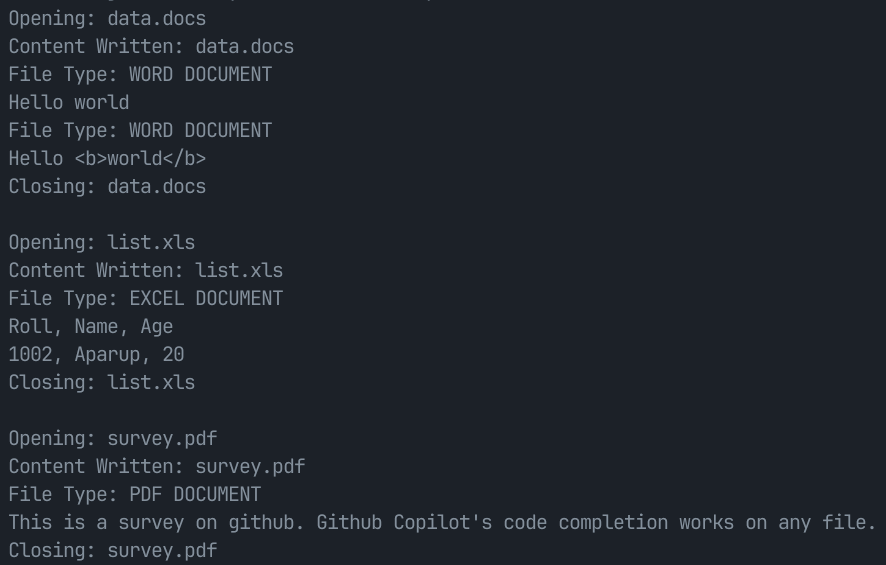 Opening: data.docs
Content Written: data.docs
File Type: WORD DOCUMENT
Hello world
File Type: WORD DOCUMENT
Hello <b>world</b>
Closing: data.docs

Opening: list.xls
Content Written: list.xls
File Type: EXCEL DOCUMENT
Roll, Name, Age
1002, Aparup, 20
Closing: list.xls

Opening: survey.pdf
Content Written: survey.pdf
File Type: PDF DOCUMENT
This is a survey on github. Github Copilot's code completion works on any file.
Closing: survey.pdf